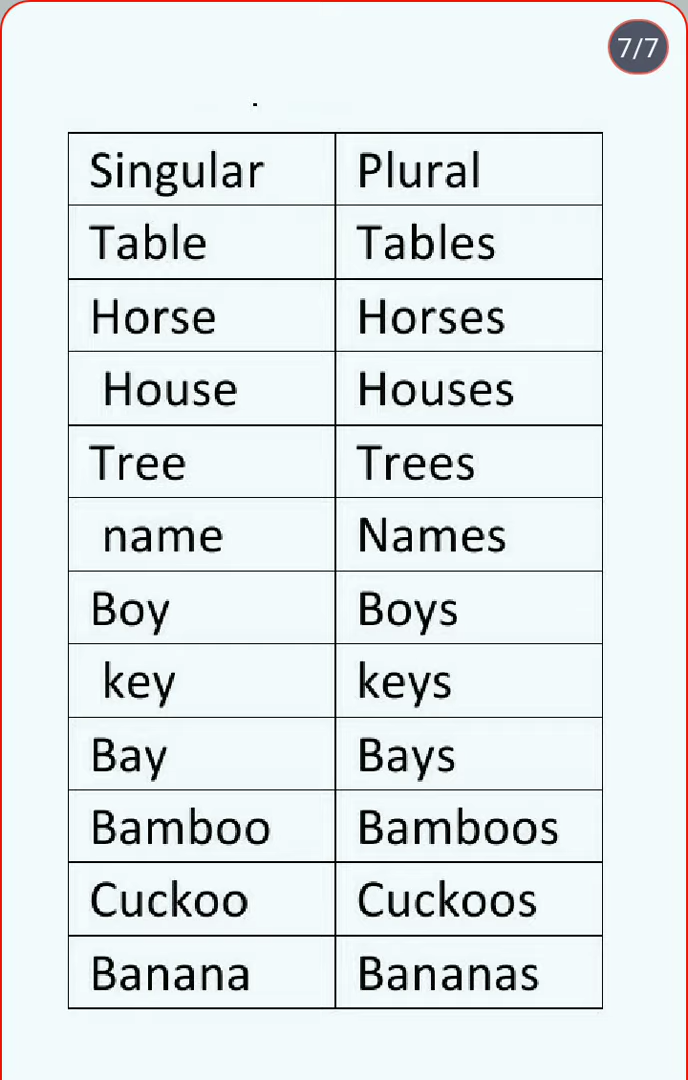 7/7
Singular Plural
Table Tables
Horse Horses
House Houses
Tree Trees
name Names
Boy Boys
key keys
Bay Bays
Bamboo Bamboos
Cuckoo Cuckoos
Banana Bananas